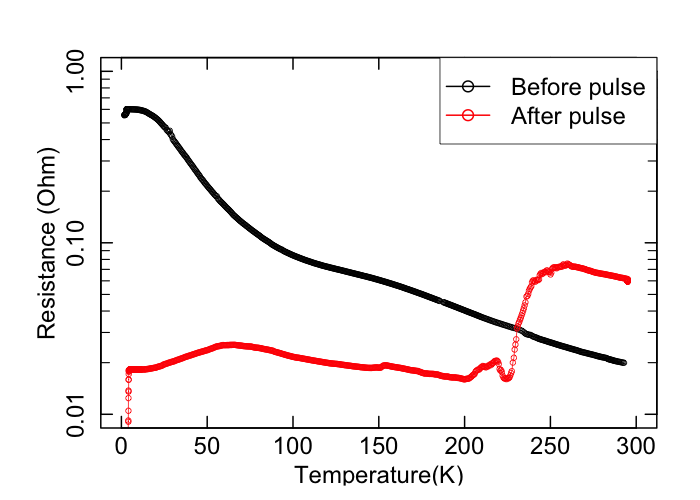 Before pulse
After pulse
Resistance (Ohm)
1.00
0.10
0.01
0 50 100 150 200 250 300
Temperature(K)